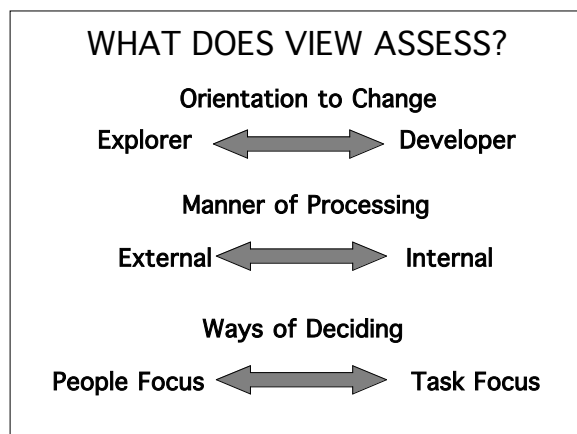 WHAT DOES VIEW ASSESS?
Orientation to Change
Explorer Developer
Manner of Processing
External Internal
Ways of Deciding
People Focus Task Focus